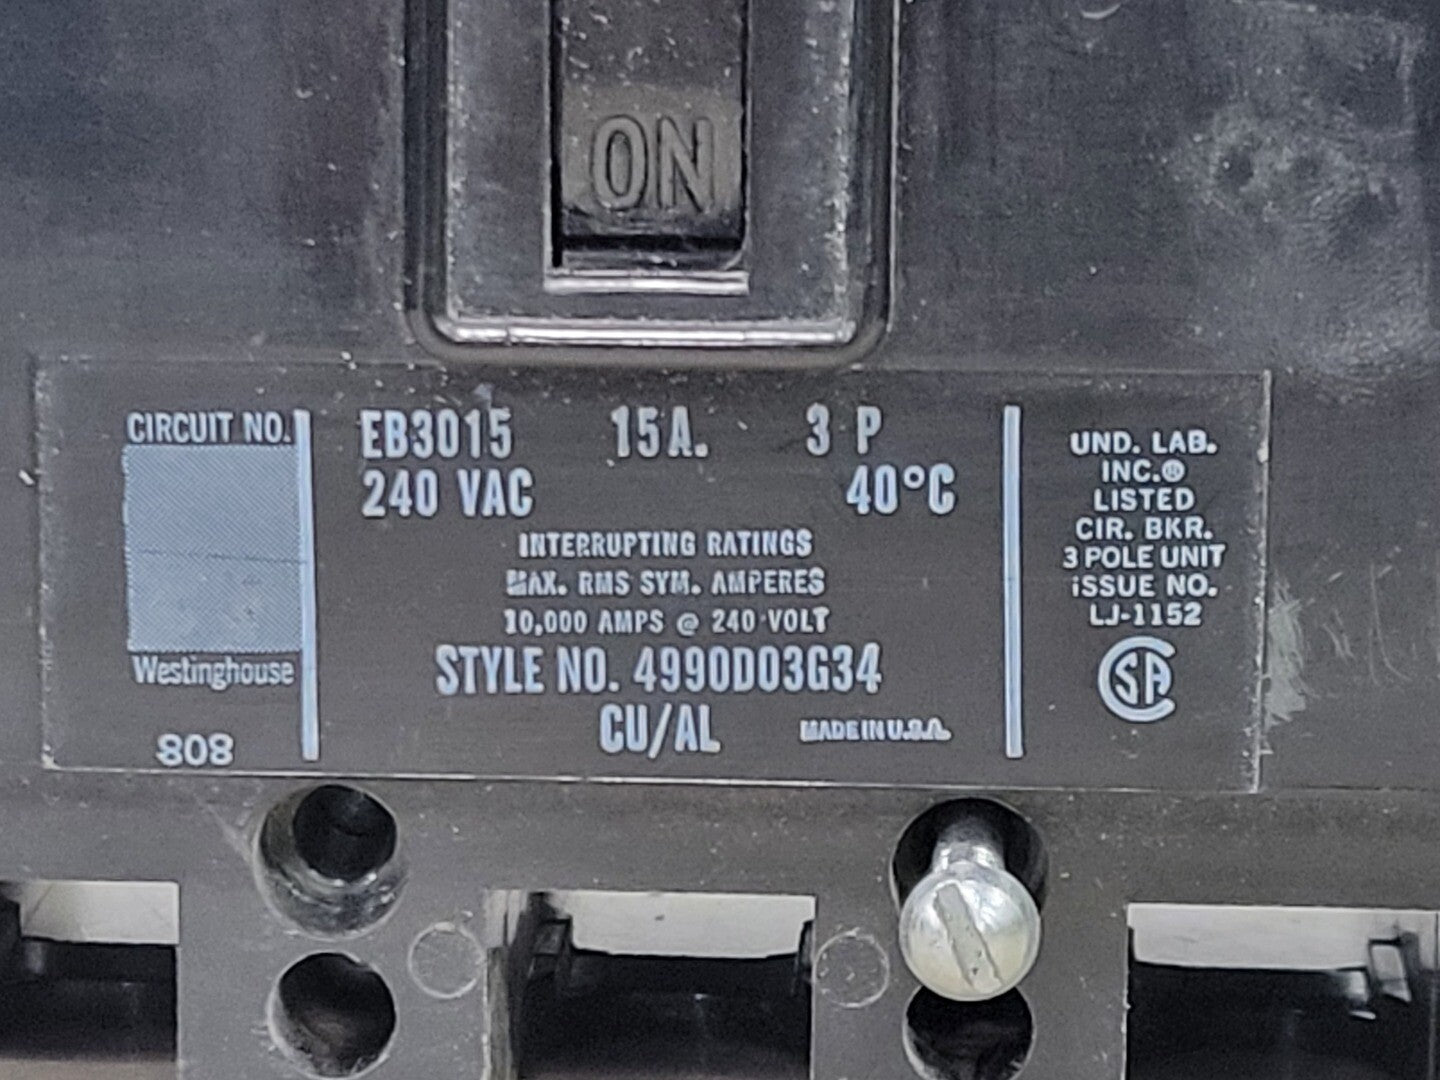 ON
CIRCUIT NO.
Westinghouse
808
EB3015 15A. 3 P
240 VAC 40°C
INTERRUPTING RATINGS
MAX. RMS SYM. AMPERES
10,000 AMPS @ 240 VOLT
STYLE NO. 4990D03G34
CU/AL MADE IN U.S.A.
UND. LAB.
INC.®
LISTED
CIR. BKR.
3 POLE UNIT
ISSUE NO.
LJ-1152
CSA